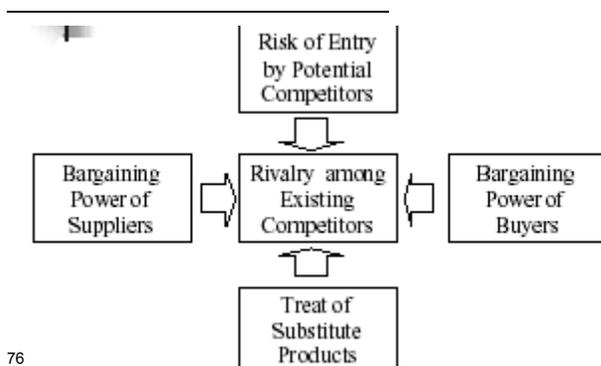 Risk of Entry
by Potential
Competitors
Bargaining
Power of
Suppliers
Rivalry among
Existing
Competitors
Bargaining
Power of
Buyers
Treat of
Substitute
Products
76